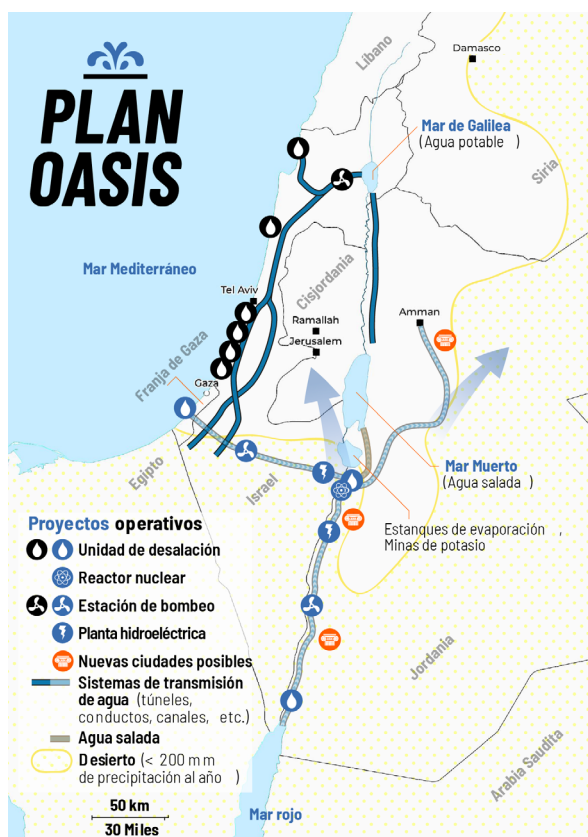 PLAN
OASIS
Líbano
Damasco
Mar de Galilea
(Agua potable )
Siria
Mar Mediterráneo
Cisjordania
Tel Aviv
Ramallah
Jerusalem
Amman
Franja de Gaza
Gaza
Egipto
Israel
Mar Muerto
(Agua salada )
Estanques de evaporación ,
Minas de potasio
Proyectos operativos
Unidad de desalación
Reactor nuclear
Estación de bombeo
Planta hidroeléctrica
Nuevas ciudades posibles
Sistemas de transmisión
de agua (túneles,
conductos, canales, etc.)
Agua salada
Desierto (< 200 mm
de precipitación al año )
50 km
30 Miles
Mar rojo
Jordania
Arabia Saudita